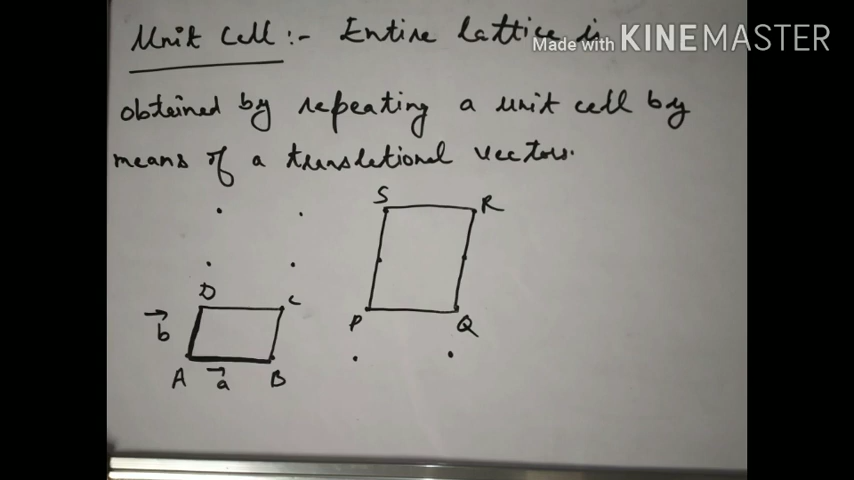 Unit Cell :- Entire lattice is
Made with KINEMASTER
obtained by repeating a unit cell by
means of a translational vectors.
S R
D C
b
P Q
A a B